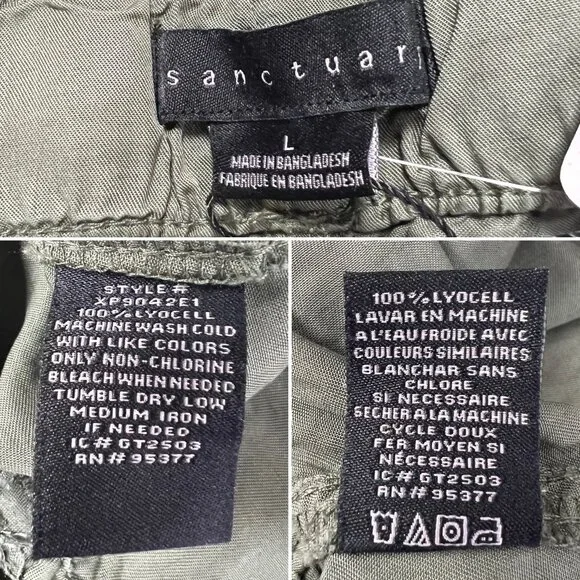 sanctuary
L
MADE IN BANGLADESH
FABRIQUE EN BANGLADESH
STYLE #
XP9042E1
100% LYOCELL
MACHINE WASH COLD
WITH LIKE COLORS
ONLY NON-CHLORINE
BLEACH WHEN NEEDED
TUMBLE DRY LOW
MEDIUM IRON
IF NEEDED
IC# GT2503
RN# 95377
100% LYOCELL
LAVAR EN MACHINE
A L'EAU FROIDE AVEC
COULEURS SIMILAIRES
BLANCHAR SANS
CHLORE
SI NECESSAIRE
SECHER A LA MACHINE
CYCLE DOUX
FER MOYEN SI
NÉCESSAIRE
IC# GT2503
RN# 95377